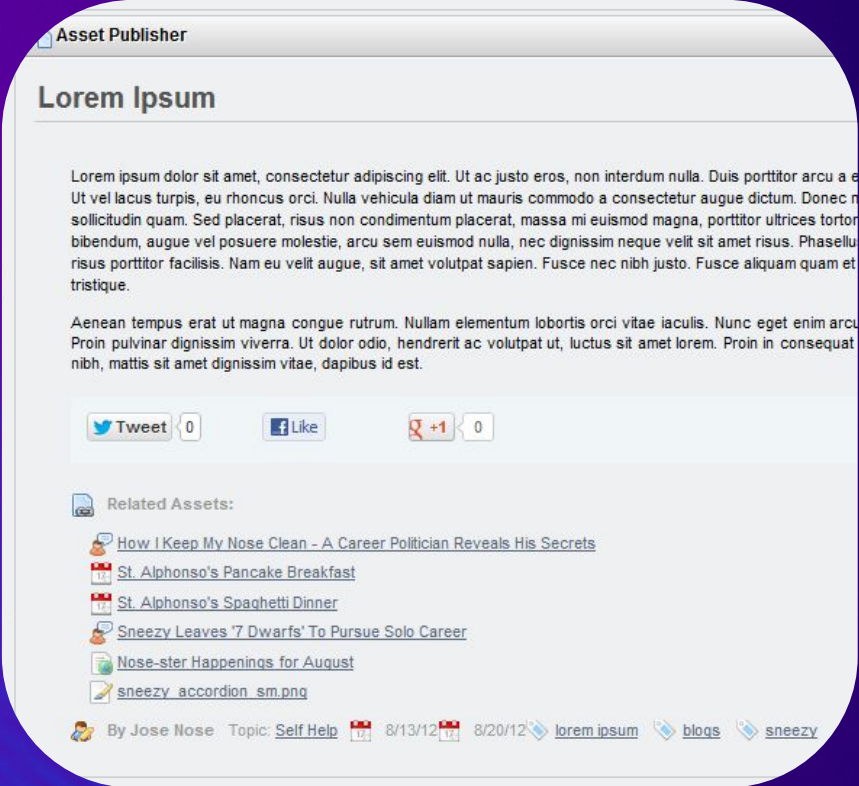 Asset Publisher
Lorem Ipsum
Lorem ipsum dolor sit amet, consectetur adipiscing elit. Ut ac justo eros, non interdum nulla. Duis porttitor arcu a e
Ut vel lacus turpis, eu rhoncus orci. Nulla vehicula diam ut mauris commodo a consectetur augue dictum. Donec
sollicitudin quam. Sed placerat, risus non condimentum placerat, massa mi euismod magna, porttitor ultrices tortor
bibendum, augue vel posuere molestie, arcu sem euismod nulla, nec dignissim neque velit sit amet risus. Phasellu
risus porttitor facilisis. Nam eu velit augue, sit amet volutpat sapien. Fusce nec nibh justo. Fusce aliquam quam et
tristique.
Aenean tempus erat ut magna congue rutrum. Nullam elementum lobortis orci vitae iaculis. Nunc eget enim arcu
Proin pulvinar dignissim viverra. Ut dolor odio, hendrerit ac volutpat ut, luctus sit amet lorem. Proin in consequat
nibh, mattis sit amet dignissim vitae, dapibus id est.
Tweet 0 Like +1 0
Related Assets:
How I Keep My Nose Clean - A Career Politician Reveals His Secrets
St. Alphonso's Pancake Breakfast
St. Alphonso's Spaghetti Dinner
Sneezy Leaves '7 Dwarfs' To Pursue Solo Career
Nose-ster Happenings for August
sneezy_accordion_sm.png
By Jose Nose Topic: Self Help 8/13/12 8/20/12 lorem ipsum blogs sneezy